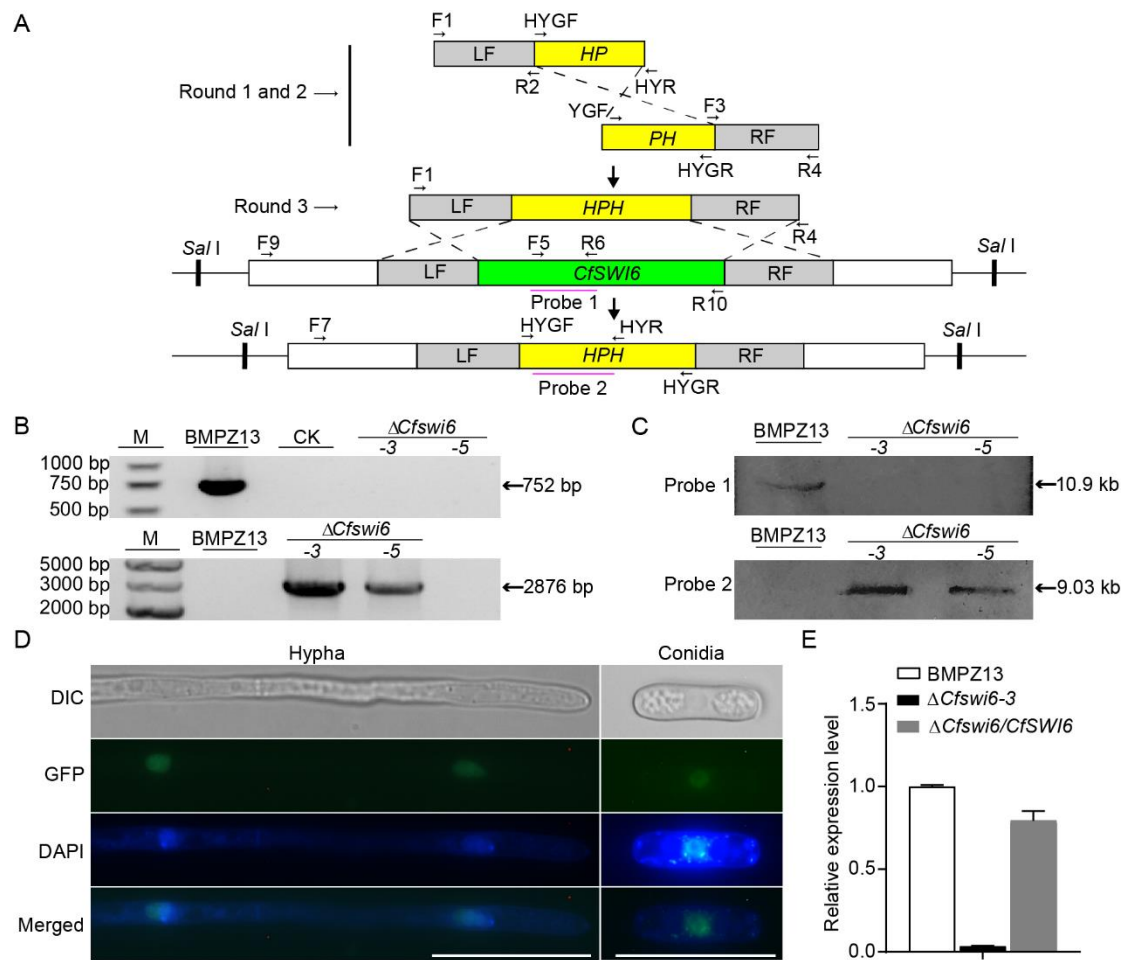 A
F1 HYGF
LF HP
R2 HYR
Round 1 and 2 →
YGF F3
PH RF
HYGR R4
F1
Round 3 →
LF HPH RF
R4
Sal I F9 F5 R6 Sal I
LF CfSWI6 RF
Probe 1 R10
Sal I F7 HYGF HYR Sal I
LF HPH RF
Probe 2 HYGR
B
M BMPZ13 CK ΔCfswi6
-3 -5
1000 bp
750 bp
500 bp
←752 bp
M BMPZ13 ΔCfswi6
-3 -5
5000 bp
3000 bp
2000 bp
←2876 bp
C
BMPZ13 ΔCfswi6
-3 -5
Probe 1 ←10.9 kb
BMPZ13 ΔCfswi6
-3 -5
Probe 2 ←9.03 kb
D
Hypha Conidia
DIC
GFP
DAPI
Merged
E
BMPZ13
ΔCfswi6-3
ΔCfswi6/CfSWI6
Relative expression level
1.5
1.0
0.5
0.0